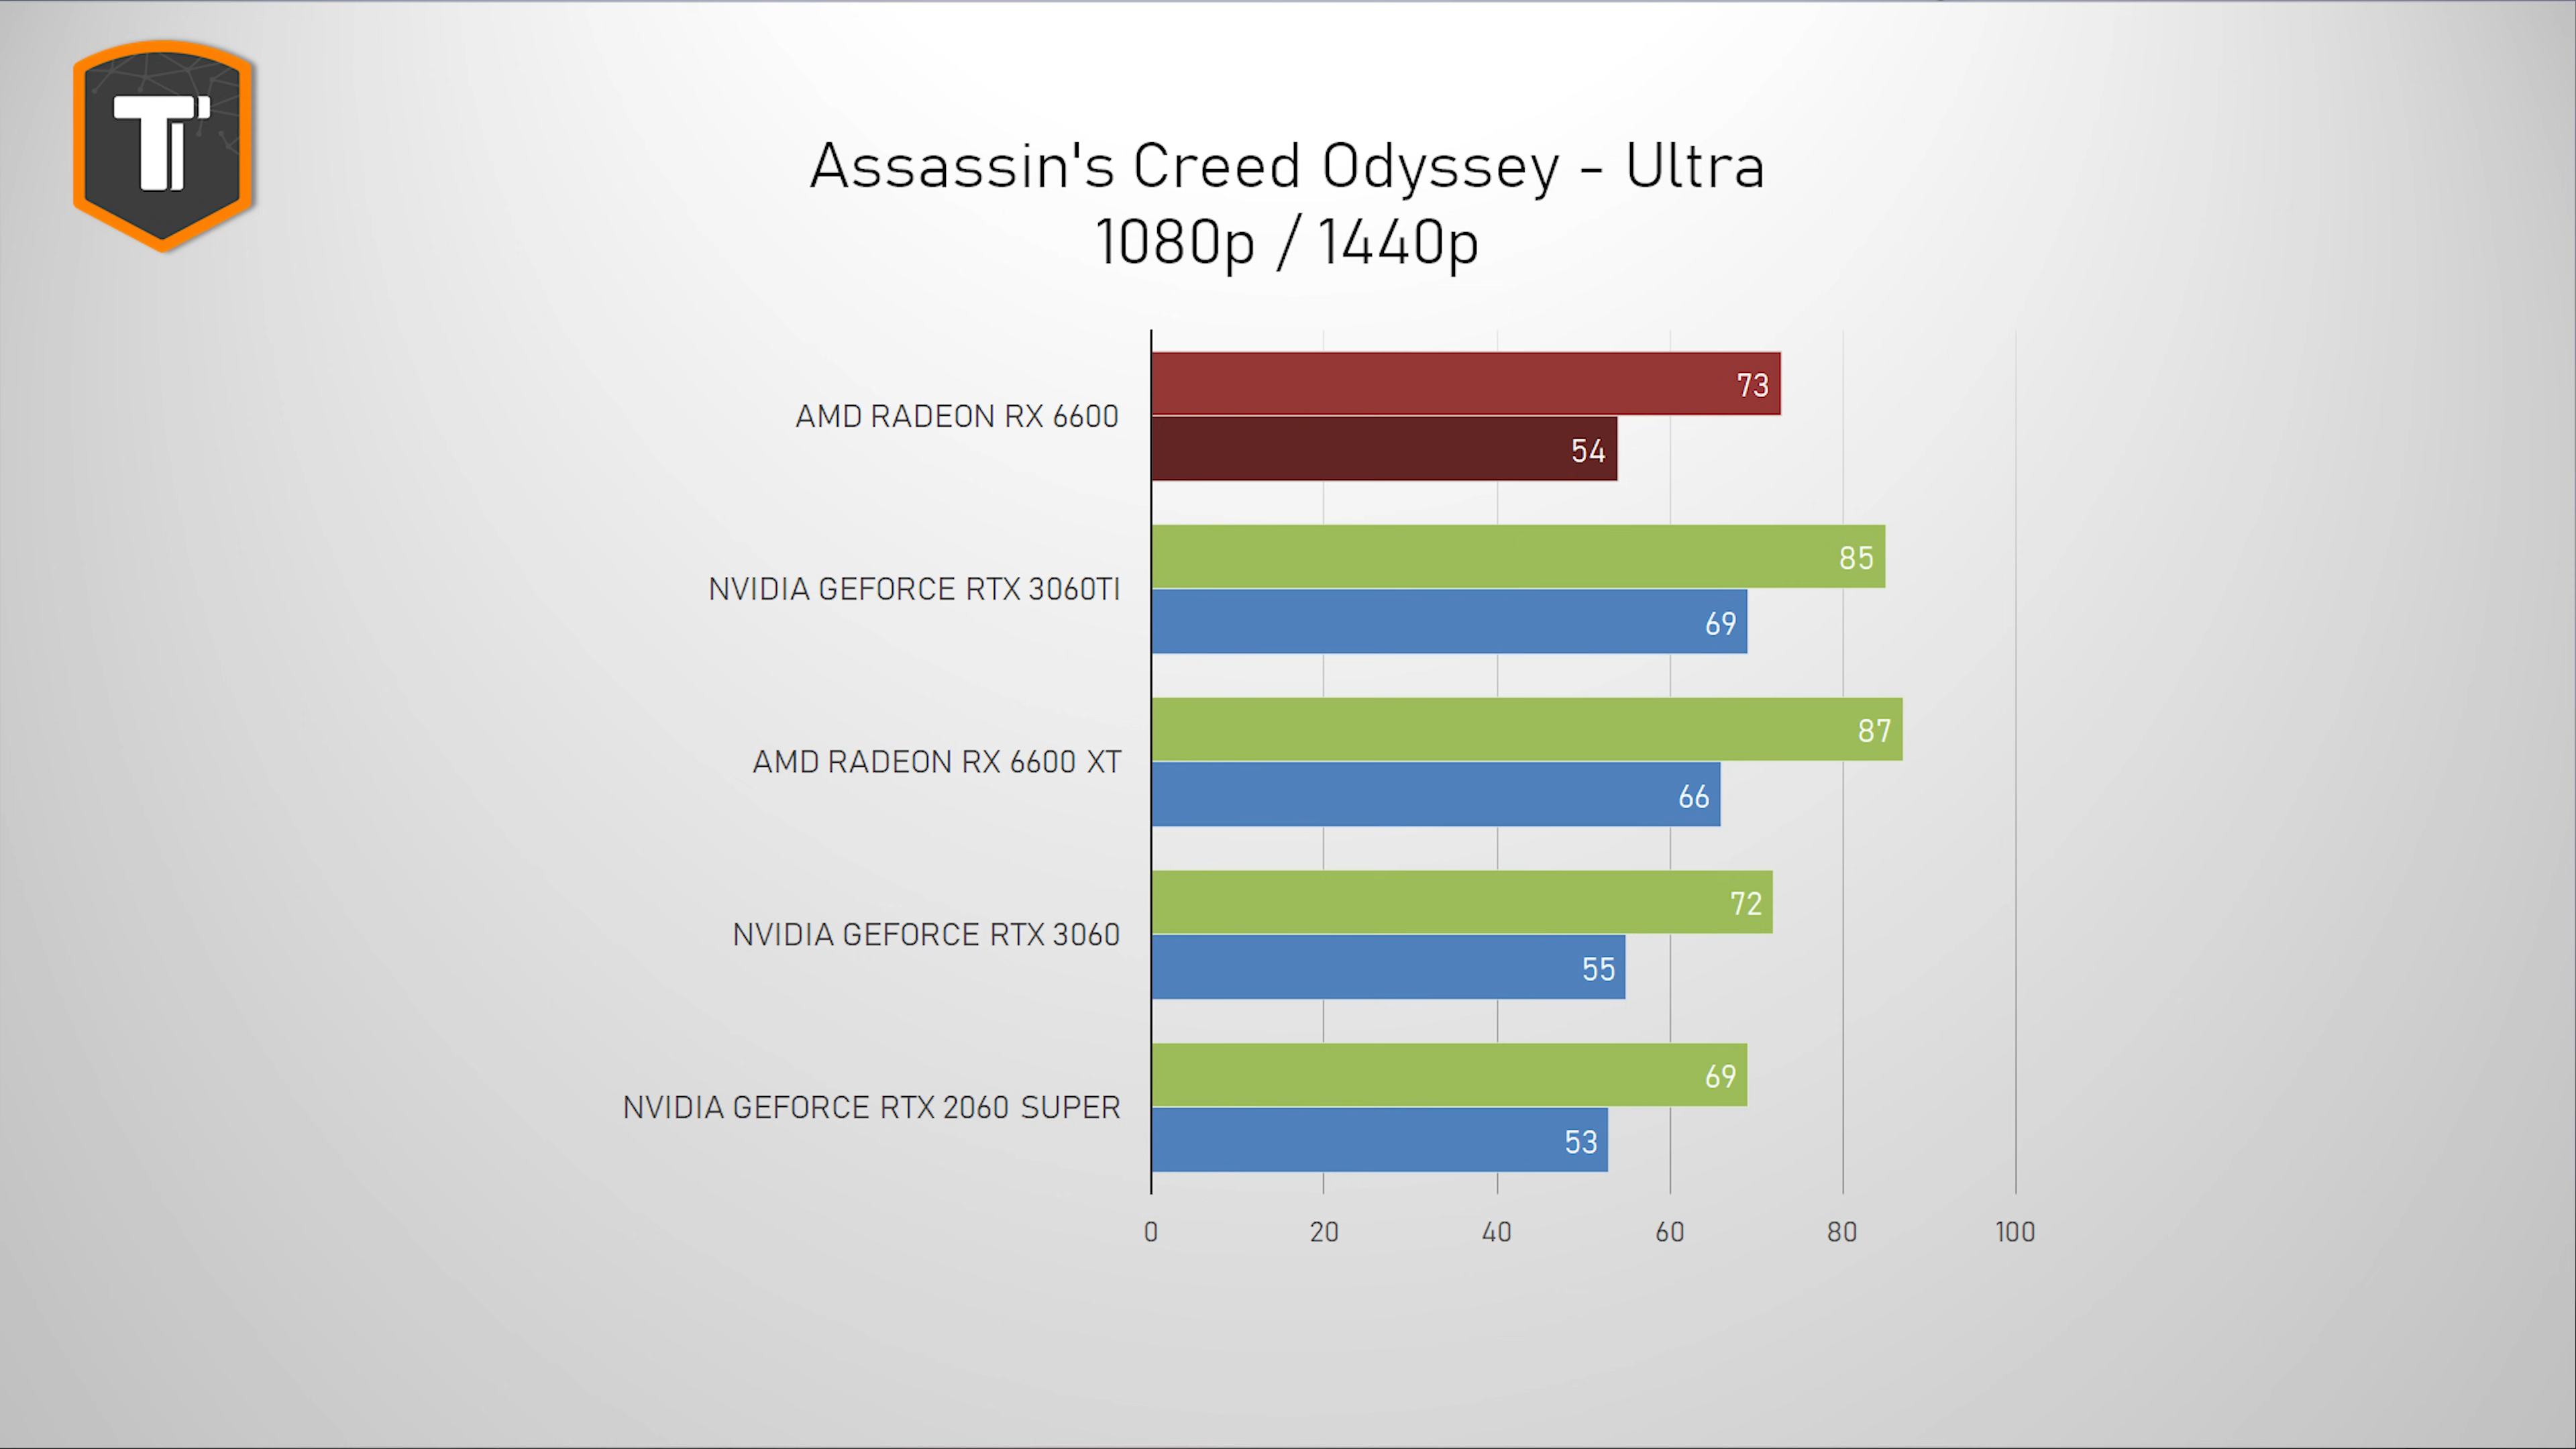 Assassin's Creed Odyssey - Ultra
1080p / 1440p
AMD RADEON RX 6600
73
54
NVIDIA GEFORCE RTX 3060TI
85
69
AMD RADEON RX 6600 XT
87
66
NVIDIA GEFORCE RTX 3060
72
55
NVIDIA GEFORCE RTX 2060 SUPER
69
53
0 20 40 60 80 100